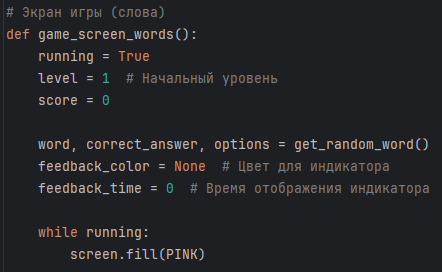 # Экран игры (слова)
def game_screen_words():
    running = True
    level = 1  # Начальный уровень
    score = 0

    word, correct_answer, options = get_random_word()
    feedback_color = None  # Цвет для индикатора
    feedback_time = 0  # Время отображения индикатора

    while running:
        screen.fill(PINK)